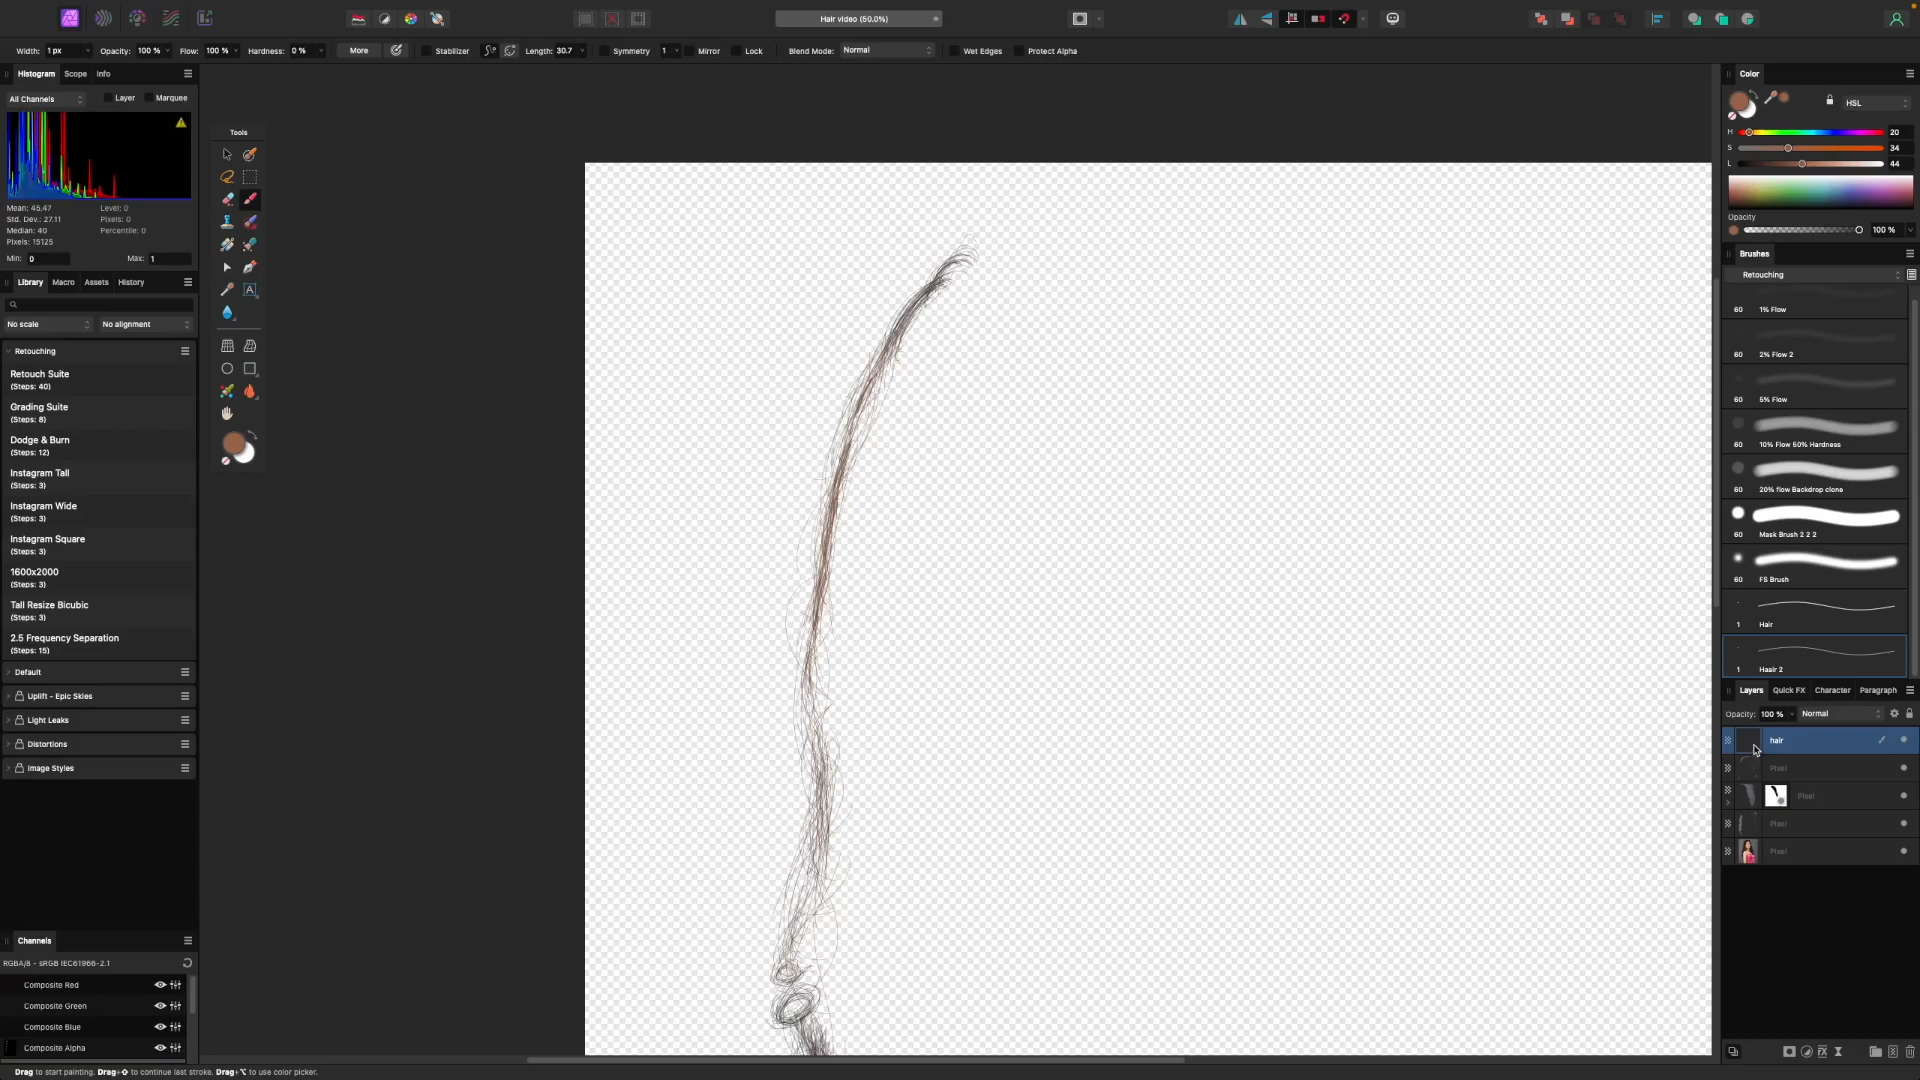 Hair video (50.0%)
Width: 1 px Opacity: 100 % Flow: 100 % Hardness: 0 % More Stabilizer Length: 30.7 Symmetry 1 Mirror Lock Blend Mode: Normal Wet Edges Protect Alpha
Histogram Scope Info
All Channels Layer Marquee
Mean: 45.47 Level: 0
Std. Dev.: 27.11 Pixels: 0
Median: 40 Percentile: 0
Pixels: 15125
Min: 0 Max: 1
Library Macro Assets History
No scale No alignment
Retouching
Retouch Suite
(Steps: 40)
Grading Suite
(Steps: 8)
Dodge & Burn
(Steps: 12)
Instagram Tall
(Steps: 3)
Instagram Wide
(Steps: 3)
Instagram Square
(Steps: 3)
1600x2000
(Steps: 3)
Tall Resize Bicubic
(Steps: 3)
2.5 Frequency Separation
(Steps: 15)
Default
Uplift - Epic Skies
Light Leaks
Distortions
Image Styles
Channels
RGBA/8 - sRGB IEC61966-2.1
Composite Red
Composite Green
Composite Blue
Composite Alpha
Drag to start painting. Drag+⇧ to continue last stroke. Drag+⌥ to use color picker.
Tools
A
Color
HSL
H 20
S 34
L 44
Opacity
100 %
Brushes
Retouching
60 1% Flow
60 2% Flow 2
60 5% Flow
60 10% Flow 50% Hardness
60 20% flow Backdrop clone
60 Mask Brush 2 2 2
60 FS Brush
1 Hair
1 Haair 2
Layers Quick FX Character Paragraph
Opacity: 100 % Normal
hair
Pixel
Pixel
Pixel
Pixel